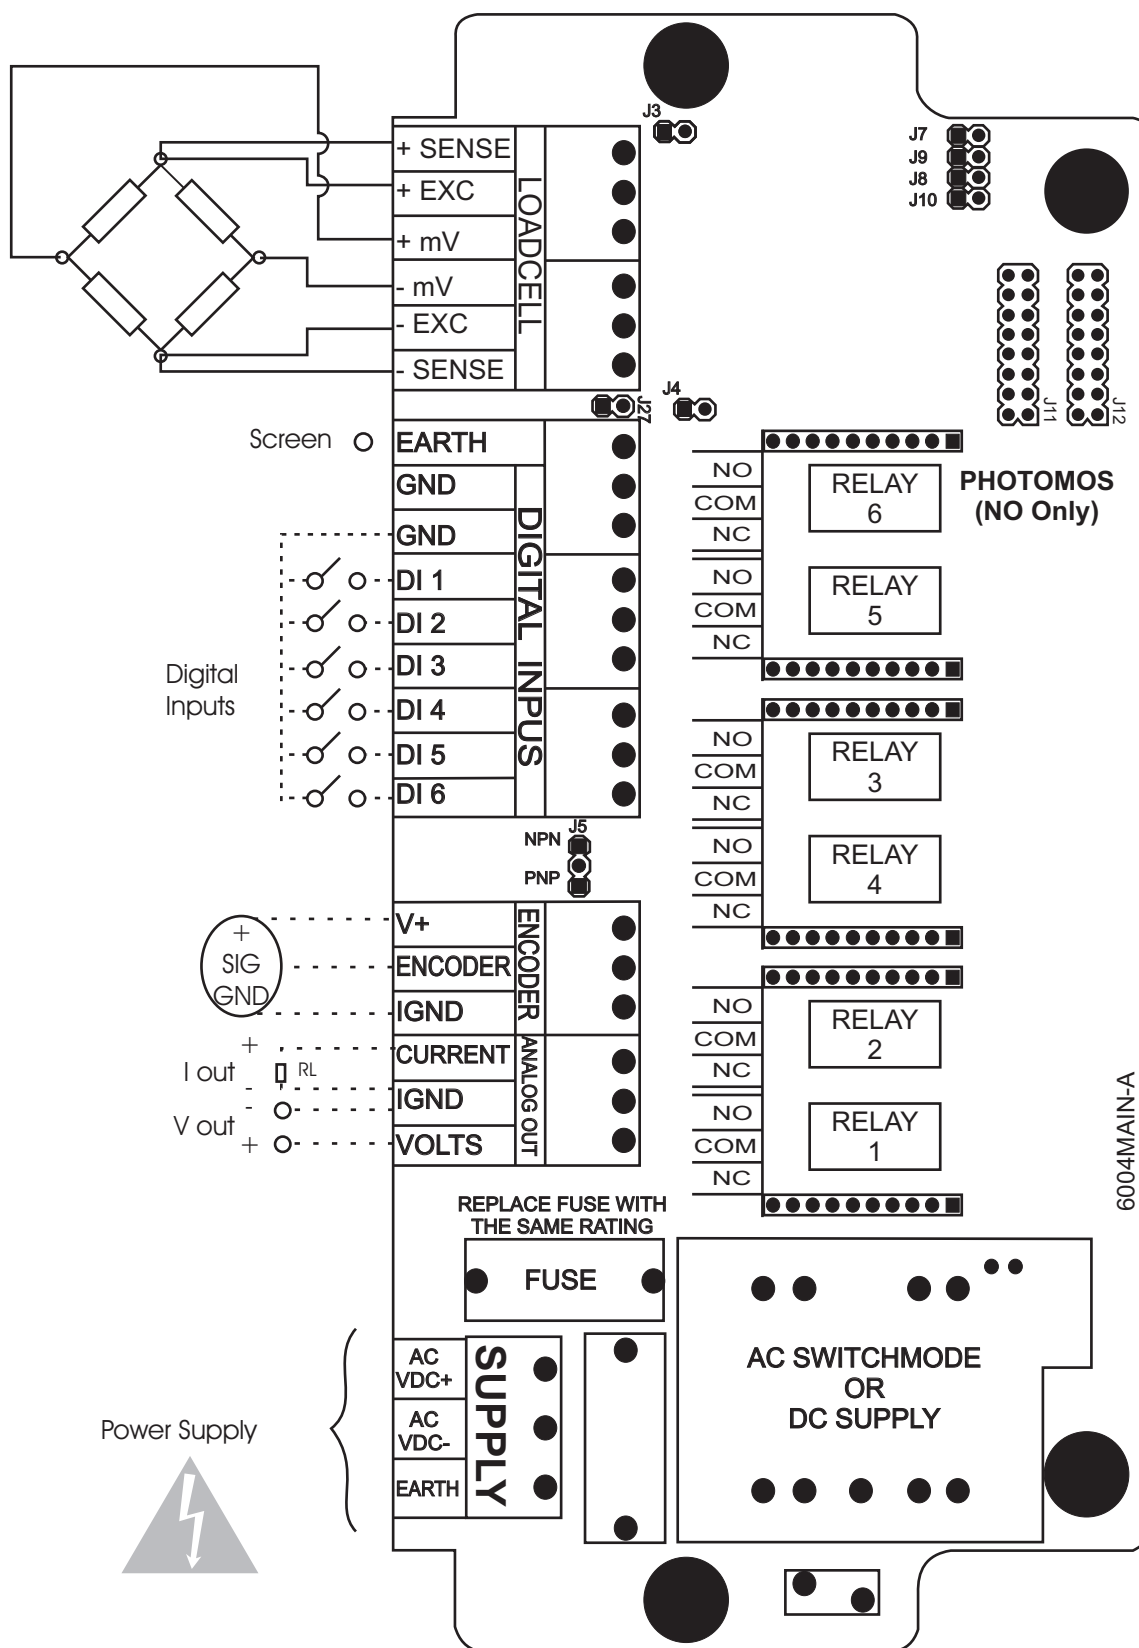 J3
J7
J9
J8
J10
+ SENSE
+ EXC
+ mV
- mV
- EXC
- SENSE
LOADCELL
J27
J4
J11
J12
Screen
EARTH
GND
GND
DI 1
DI 2
DI 3
DI 4
DI 5
DI 6
DIGITAL INPUS
Digital
Inputs
NO
COM
NC
RELAY
6
PHOTOMOS
(NO Only)
NO
COM
NC
RELAY
5
NO
COM
NC
RELAY
3
NO
COM
NC
RELAY
4
J5
NPN
PNP
+
SIG
GND
V+
ENCODER
IGND
ENCODER
NO
COM
NC
RELAY
2
+
I out
RL
-
-
V out
+
CURRENT
IGND
VOLTS
ANALOG OUT
NO
COM
NC
RELAY
1
6004MAIN-A
REPLACE FUSE WITH
THE SAME RATING
FUSE
Power Supply
AC
VDC+
AC
VDC-
EARTH
SUPPLY
AC SWITCHMODE
OR
DC SUPPLY